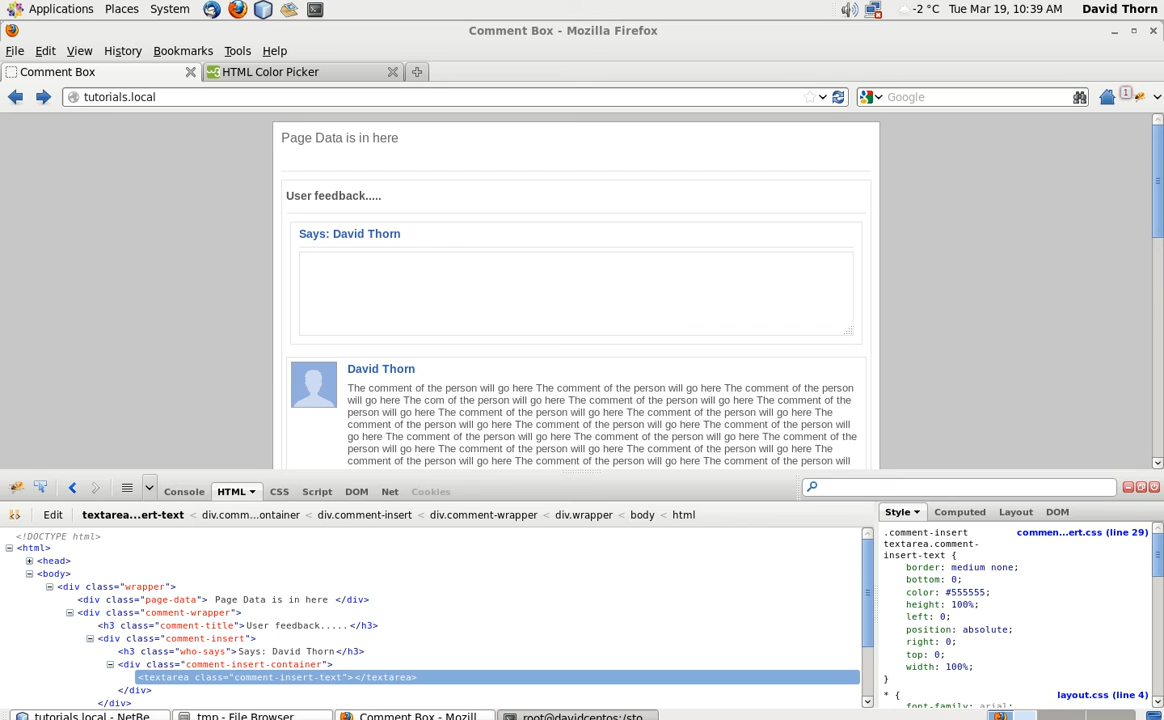 Applications Places System -2 °C Tue Mar 19, 10:39 AM David Thorn
Comment Box - Mozilla Firefox
File Edit View History Bookmarks Tools Help
Comment Box HTML Color Picker
tutorials.local Google 1
Page Data is in here
User feedback.....
Says: David Thorn
David Thorn
The comment of the person will go here The comment of the person will go here The comment of the person
will go here The com of the person will go here The comment of the person will go here The comment of the
person will go here The comment of the person will go here The comment of the person will go here The
comment of the person will go here The comment of the person will go here The comment of the person will
go here The comment of the person will go here The comment of the person will go here The comment of the
person will go here The comment of the person will go here The comment of the person will go here The
comment of the person will go here The comment of the person will go here The comment of the person will
Console HTML CSS Script DOM Net Cookies
Edit textarea...ert-text < div.comm...ontainer < div.comment-insert < div.comment-wrapper < div.wrapper < body < html
<!DOCTYPE html>
<html>
<head>
<body>
<div class="wrapper">
<div class="page-data"> Page Data is in here </div>
<div class="comment-wrapper">
<h3 class="comment-title">User feedback.....</h3>
<div class="comment-insert">
<h3 class="who-says">Says: David Thorn</h3>
<div class="comment-insert-container">
<textarea class="comment-insert-text"></textarea>
</div>
</div>
Style Computed Layout DOM
.comment-insert commen...ert.css (line 29)
textarea.comment-
insert-text {
border: medium none;
bottom: 0;
color: #555555;
height: 100%;
left: 0;
position: absolute;
right: 0;
top: 0;
width: 100%;
}
* { layout.css (line 4)
font-family: arial;
tutorials.local - NetBe... tmp - File Browser Comment Box - Mozill... root@davidcentos:/sto...